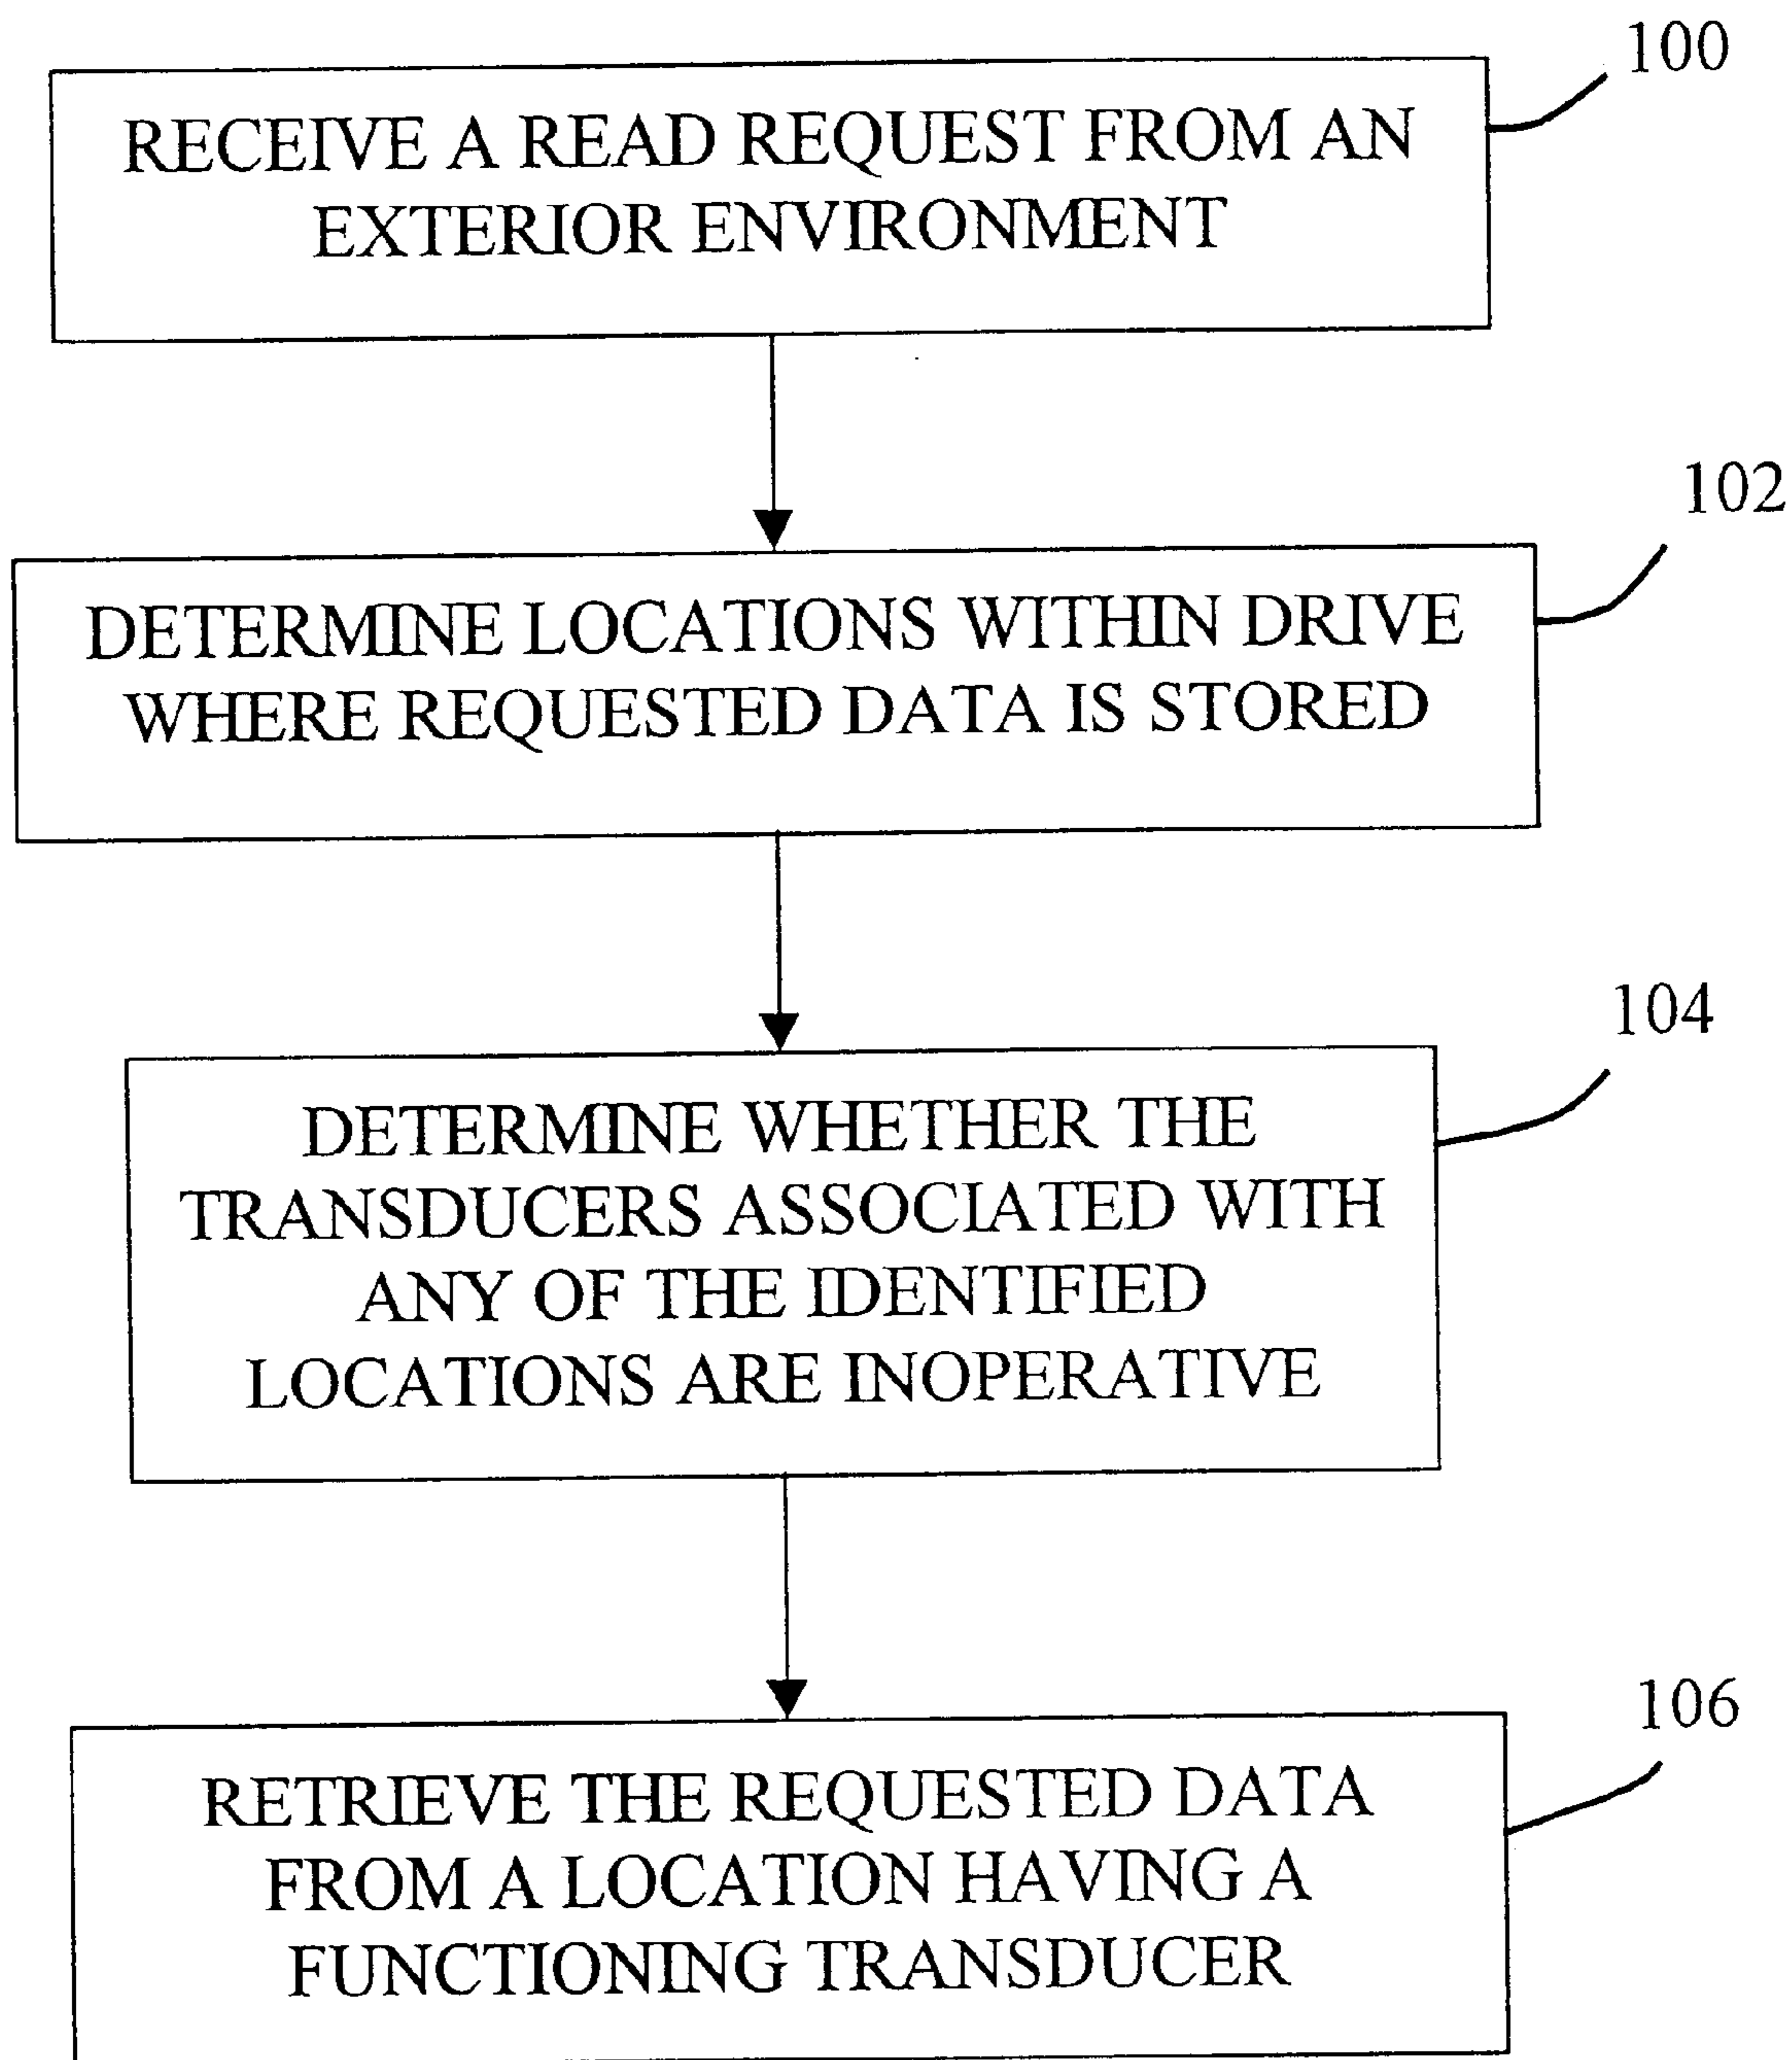 100
RECEIVE A READ REQUEST FROM AN
EXTERIOR ENVIRONMENT
102
DETERMINE LOCATIONS WITHIN DRIVE
WHERE REQUESTED DATA IS STORED
104
DETERMINE WHETHER THE
TRANSDUCERS ASSOCIATED WITH
ANY OF THE IDENTIFIED
LOCATIONS ARE INOPERATIVE
106
RETRIEVE THE REQUESTED DATA
FROM A LOCATION HAVING A
FUNCTIONING TRANSDUCER